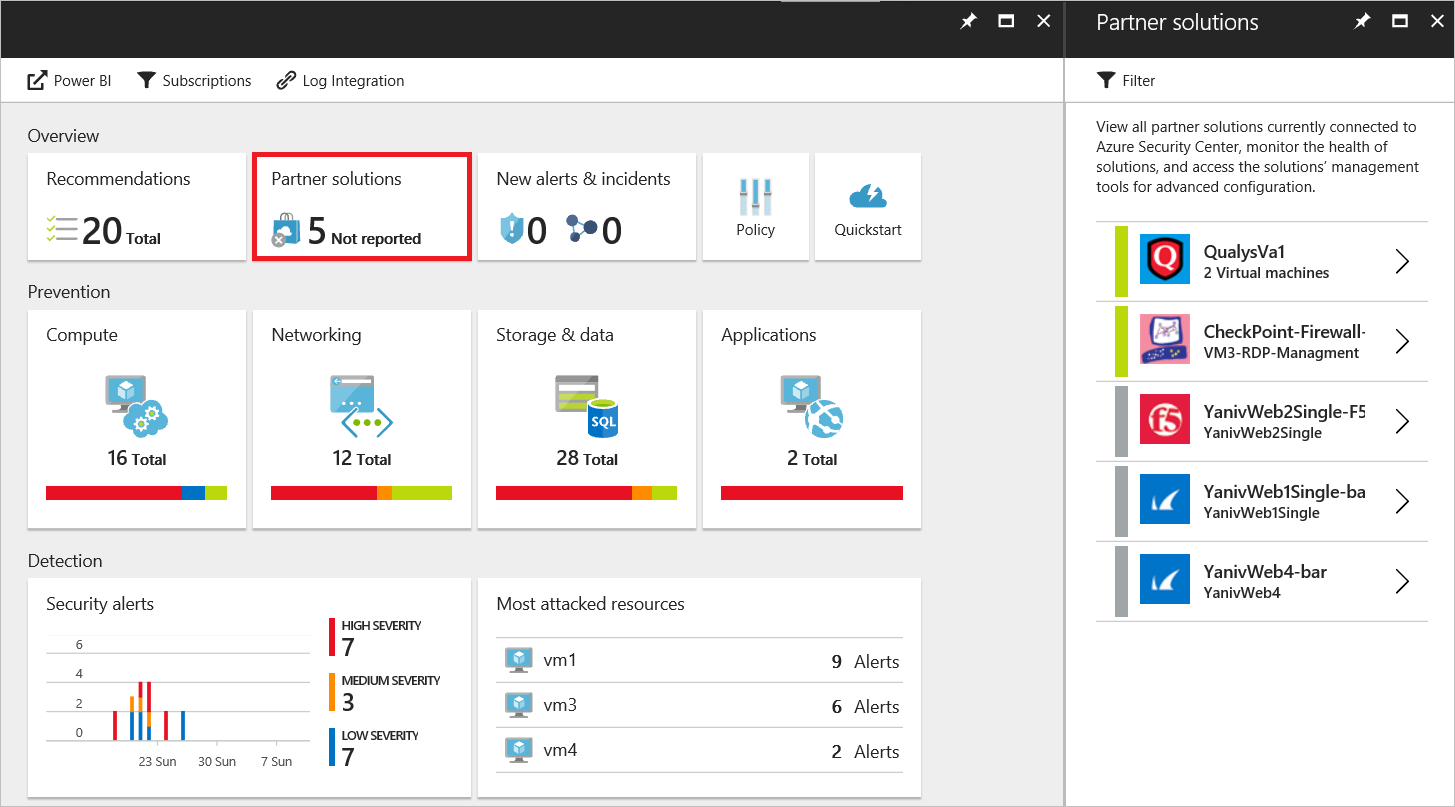 Partner solutions
Power BI
Subscriptions
Log Integration
Filter
Overview
Recommendations
20 Total
Partner solutions
5 Not reported
New alerts & incidents
0 0
Policy
Quickstart
Prevention
Compute
16 Total
Networking
12 Total
Storage & data
SQL
28 Total
Applications
2 Total
Detection
Security alerts
6
4
2
0
23 Sun
30 Sun
7 Sun
HIGH SEVERITY
7
MEDIUM SEVERITY
3
LOW SEVERITY
7
Most attacked resources
vm1 9 Alerts
vm3 6 Alerts
vm4 2 Alerts
View all partner solutions currently connected to
Azure Security Center, monitor the health of
solutions, and access the solutions’ management
tools for advanced configuration.
Q
QualysVa1
2 Virtual machines
CheckPoint-Firewall-
VM3-RDP-Managment
f5
YanivWeb2Single-F5
YanivWeb2Single
YanivWeb1Single-ba
YanivWeb1Single
YanivWeb4-bar
YanivWeb4